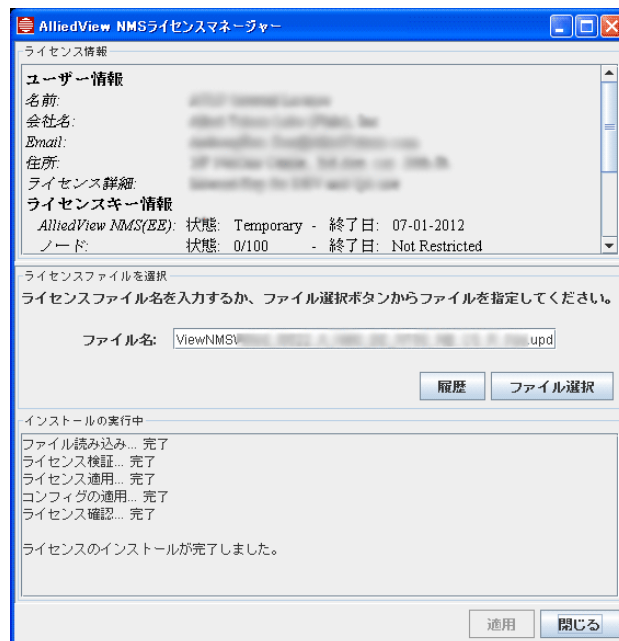 AlliedView NMSライセンスマネージャー
ライセンス情報
ユーザー情報
名前:
会社名:
Email:
住所:
ライセンス詳細:
ライセンスキー情報
AlliedView NMS(EE): 状態: Temporary - 終了日: 07-01-2012
ノード: 状態: 0/100 - 終了日: Not Restricted
ライセンスファイルを選択
ライセンスファイル名を入力するか、ファイル選択ボタンからファイルを指定してください。
ファイル名: ViewNMS\ .upd
履歴 ファイル選択
インストールの実行中
ファイル読み込み... 完了
ライセンス検証... 完了
ライセンス適用... 完了
コンフィグの適用... 完了
ライセンス確認... 完了
ライセンスのインストールが完了しました。
適用 閉じる